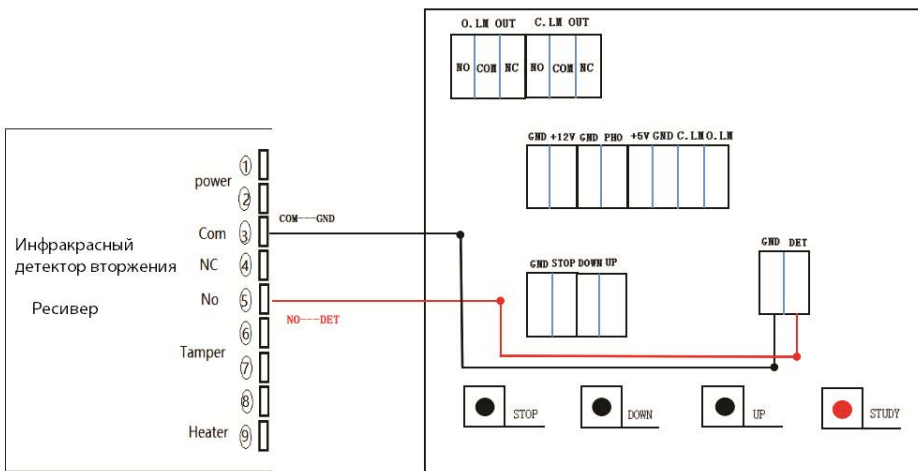 O.LM OUT C.LM OUT
NO COM NC NO COM NC
GND +12V GND PHO +5V GND C.LM O.LM
GND DET
GND STOP DOWN UP
STOP DOWN UP STUDY
Инфракрасный
детектор вторжения
Ресивер
power
Com
NC
No
Tamper
Heater
1
2
3
4
5
6
7
8
9
COM---GND
NO---DET